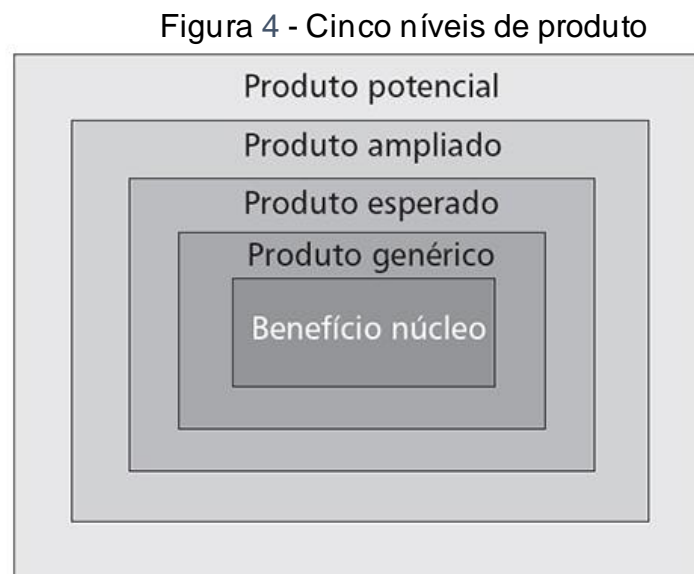 Figura 4 - Cinco níveis de produto
Produto potencial
Produto ampliado
Produto esperado
Produto genérico
Benefício núcleo